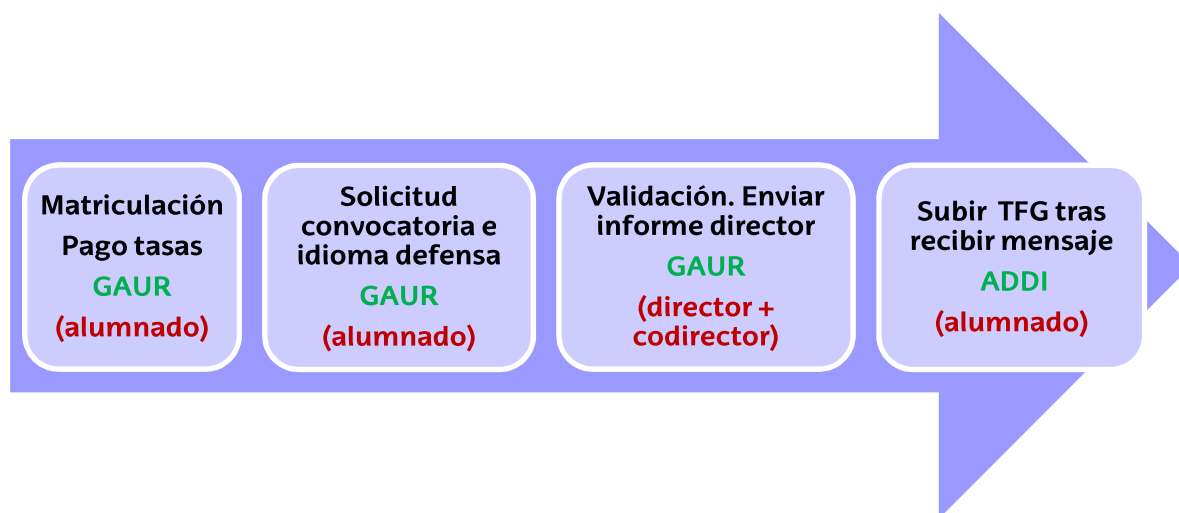 Matriculación
Pago tasas
GAUR
(alumnado)
Solicitud
convocatoria e
idioma defensa
GAUR
(alumnado)
Validación. Enviar
informe director
GAUR
(director +
codirector)
Subir  TFG tras
recibir mensaje
ADDI
(alumnado)